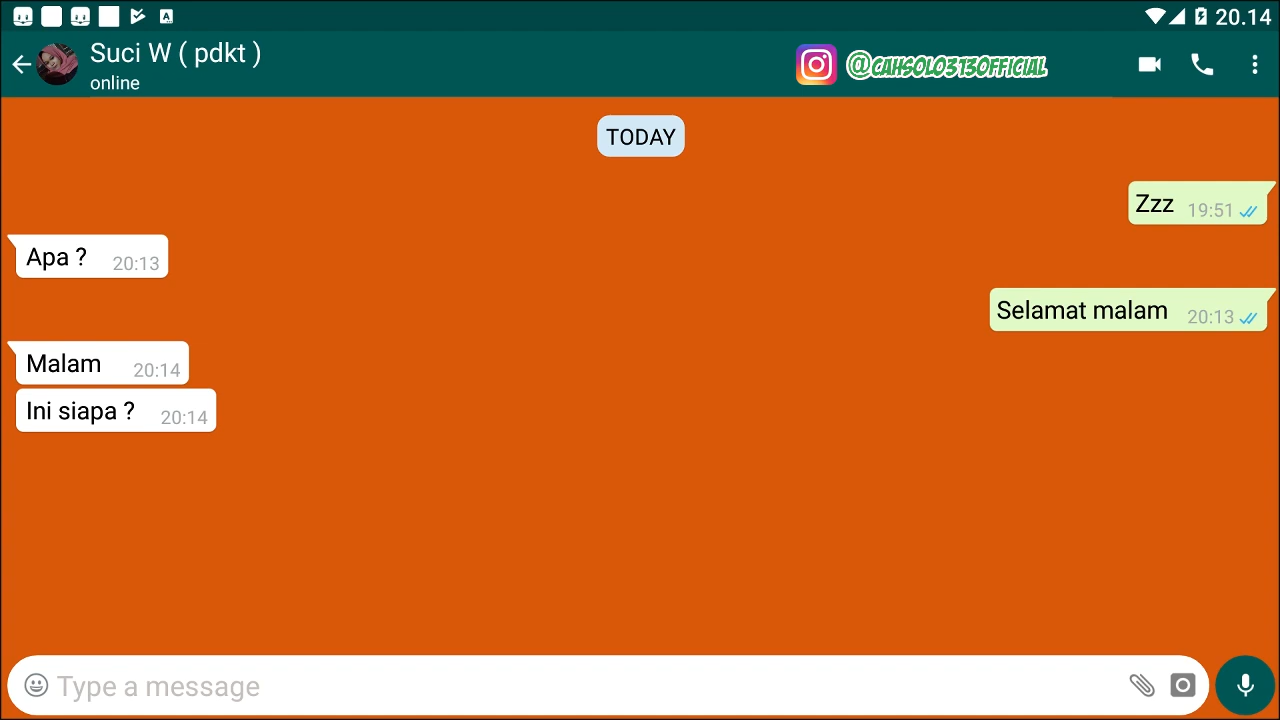 20.14
Suci W ( pdkt )
online
@CAHSOLO313OFFICIAL
TODAY
Zzz 19:51
Apa ? 20:13
Selamat malam 20:13
Malam 20:14
Ini siapa ? 20:14
Type a message